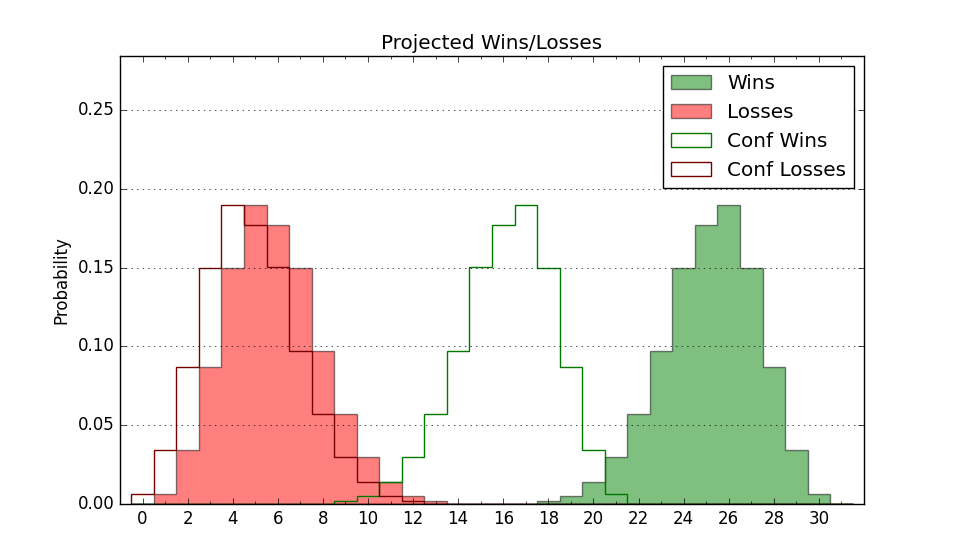 Projected Wins/Losses
Wins
Losses
Conf Wins
Conf Losses
Probability
0.25
0.20
0.15
0.10
0.05
0.00
0 2 4 6 8 10 12 14 16 18 20 22 24 26 28 30